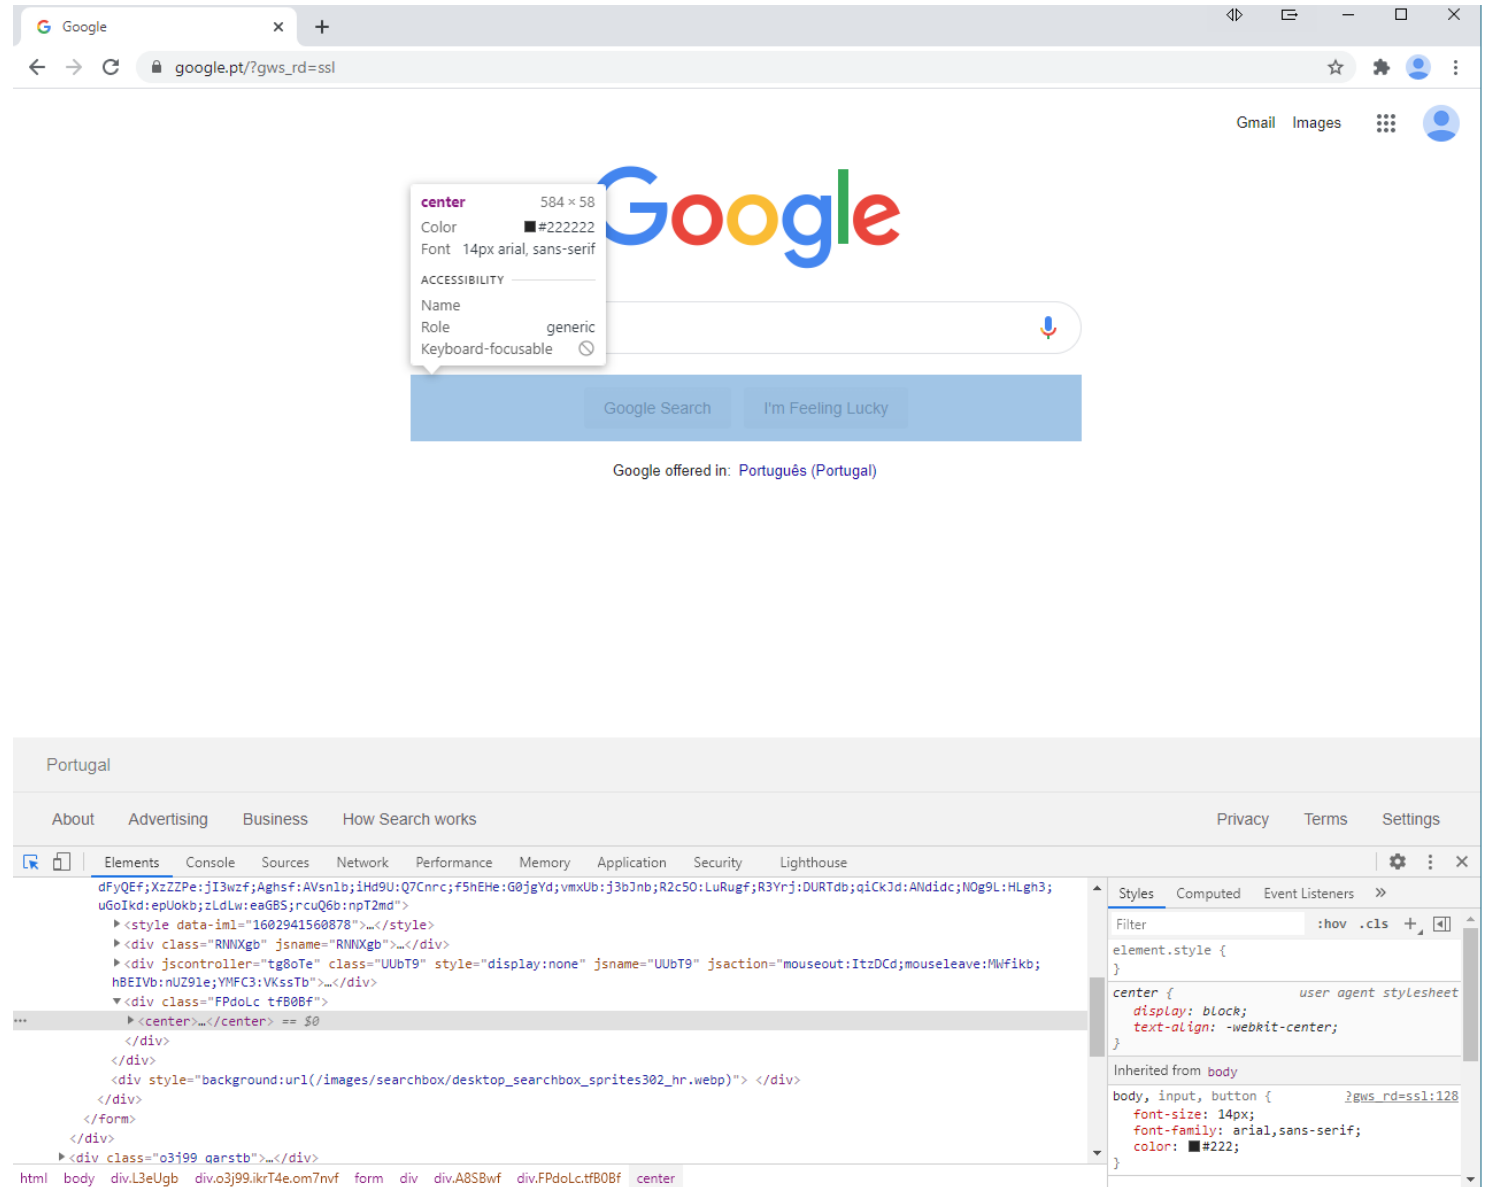 Google
google.pt/?gws_rd=ssl
Gmail Images
Google
center 584 × 58
Color #222222
Font 14px arial, sans-serif
ACCESSIBILITY
Name
Role generic
Keyboard-focusable
Google Search I'm Feeling Lucky
Google offered in: Português (Portugal)
Portugal
About Advertising Business How Search works Privacy Terms Settings
Elements Console Sources Network Performance Memory Application Security Lighthouse
dFyQEf;XzZZPe:jI3wzf;Aghsf:AVsnlb;iHd9U:Q7Cnrc;f5hEHe:G0jgYd;vmxUb:j3bJnb;R2c5O:LuRugf;R3Yrj:DURTdb;qiCkJd:ANdidc;NOg9L:HLgh3;
uGoIkd:epUokb;zLdLw:eaGBS;rcuQ6b:npT2md">
<style data-iml="1602941560878">…</style>
<div class="RNNXgb" jsname="RNNXgb">…</div>
<div jscontroller="tg8oTe" class="UUbT9" style="display:none" jsname="UUbT9" jsaction="mouseout:ItzDCd;mouseleave:MWfikb;
hBEIVb:nUZ9le;YMFC3:VKssTb">…</div>
<div class="FPdoLc tfB0Bf">
… <center>…</center> == $0
</div>
</div>
<div style="background:url(/images/searchbox/desktop_searchbox_sprites302_hr.webp)"> </div>
</div>
</form>
</div>
<div class="o3j99 qarstb">…</div>
html body div.L3eUgb div.o3j99.ikrT4e.om7nvf form div div.A8SBwf div.FPdoLc.tfB0Bf center
Styles Computed Event Listeners »
Filter :hov .cls +
element.style {
}
center { user agent stylesheet
display: block;
text-align: -webkit-center;
}
Inherited from body
body, input, button { ?gws_rd=ssl:128
font-size: 14px;
font-family: arial,sans-serif;
color: #222;
}